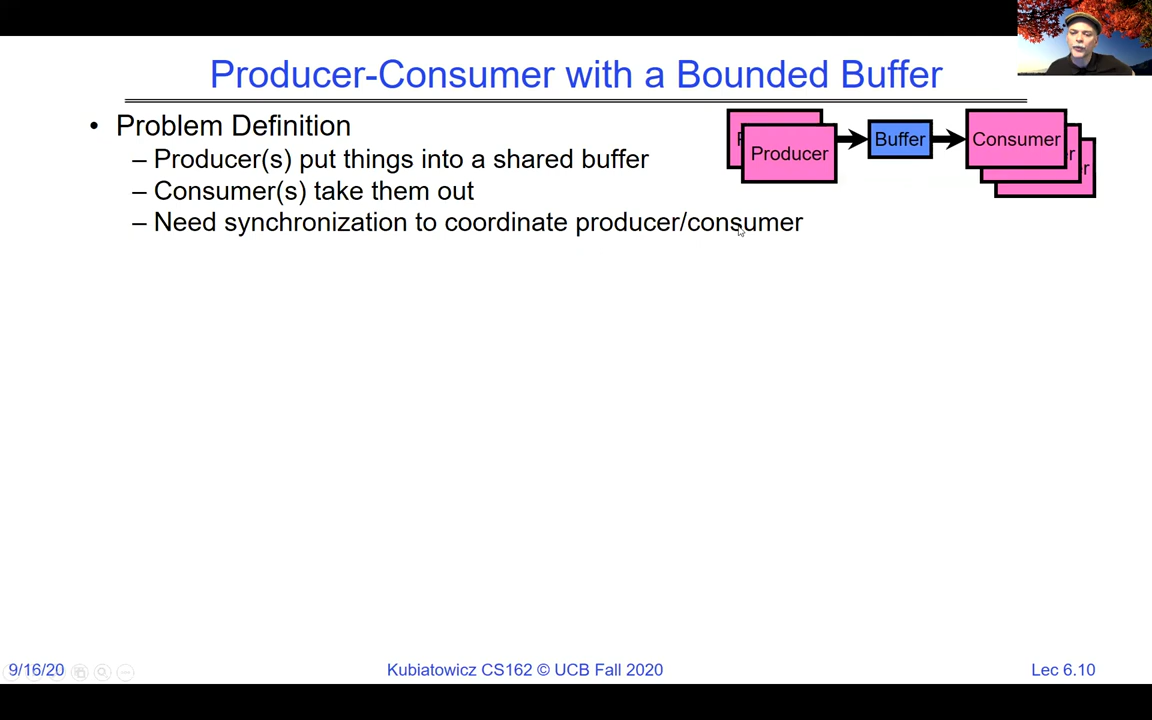 Producer-Consumer with a Bounded Buffer
• Problem Definition
– Producer(s) put things into a shared buffer
– Consumer(s) take them out
– Need synchronization to coordinate producer/consumer
Producer
Buffer
Consumer
9/16/20
Kubiatowicz CS162 © UCB Fall 2020
Lec 6.10